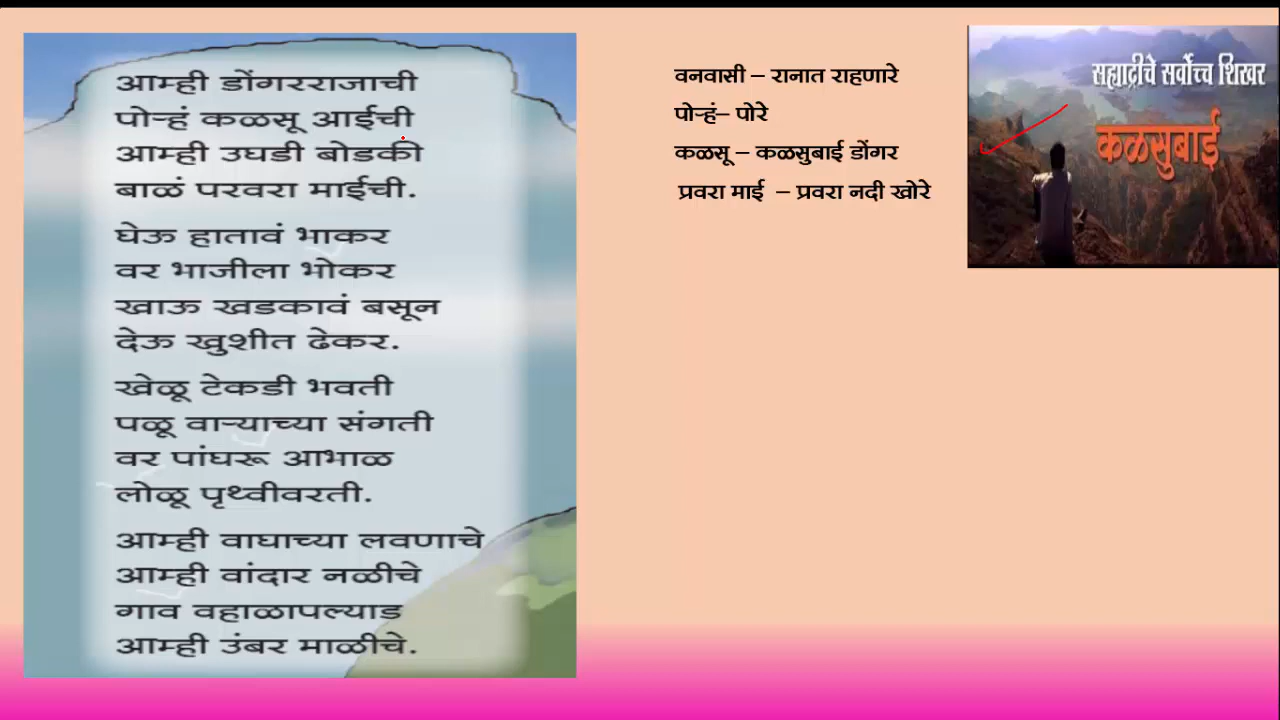 आम्ही डोंगरराजाची
पोऱ्हं कळसू आईची
आम्ही उघडी बोडकी
बाळं परवरा माईची.
घेऊ हातावं भाकर
वर भाजीला भोकर
खाऊ खडकावं बसून
देऊ खुशीत ढेकर.
खेळू टेकडी भवती
पळू वाऱ्याच्या संगती
वर पांघरू आभाळ
लोळू पृथ्वीवरती.
आम्ही वाघाच्या लवणाचे
आम्ही वांदार नळीचे
गाव वहाळापल्याड
आम्ही उंबर माळीचे.
वनवासी – रानात राहणारे
पोऱ्हं– पोरे
कळसू – कळसुबाई डोंगर
प्रवरा माई – प्रवरा नदी खोरे
सह्याद्रीचे सर्वोच्च शिखर
कळसुबाई